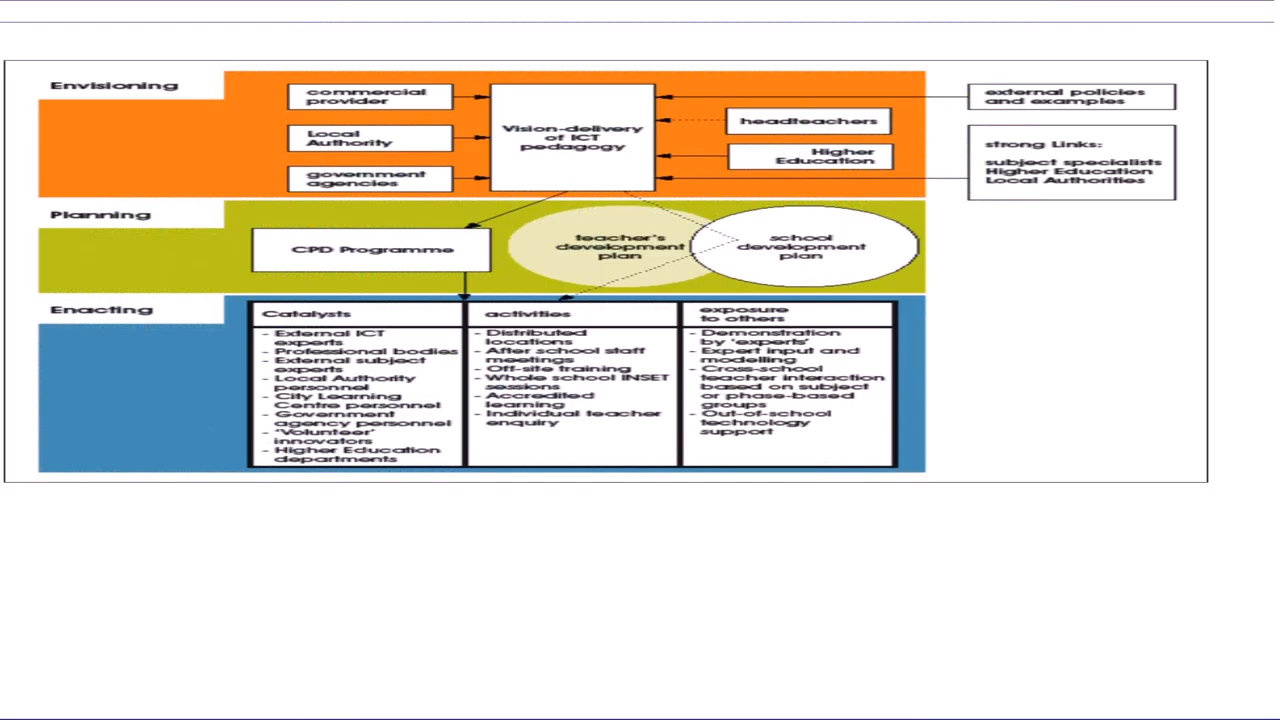 Envisioning
commercial
provider
Local
Authority
government
agencies
Vision-delivery
of ICT
pedagogy
headteachers
Higher
Education
external policies
and examples
strong Links:
subject specialists
Higher Education
Local Authorities
Planning
CPD Programme
teacher's
development
plan
school
development
plan
Enacting
Catalysts
- External ICT
experts
- Professional bodies
- External subject
experts
- Local Authority
personnel
- City Learning
Centre personnel
- Government
agency personnel
- 'Volunteer'
innovators
- Higher Education
departments
activities
- Distributed
locations
- After school staff
meetings
- Off-site training
- Whole school INSET
sessions
- Accredited
learning
- Individual teacher
enquiry
exposure
to others
- Demonstration
by 'experts'
- Expert input and
modelling
- Cross-school
teacher interaction
based on subject
or phase-based
groups
- Out-of-school
technology
support